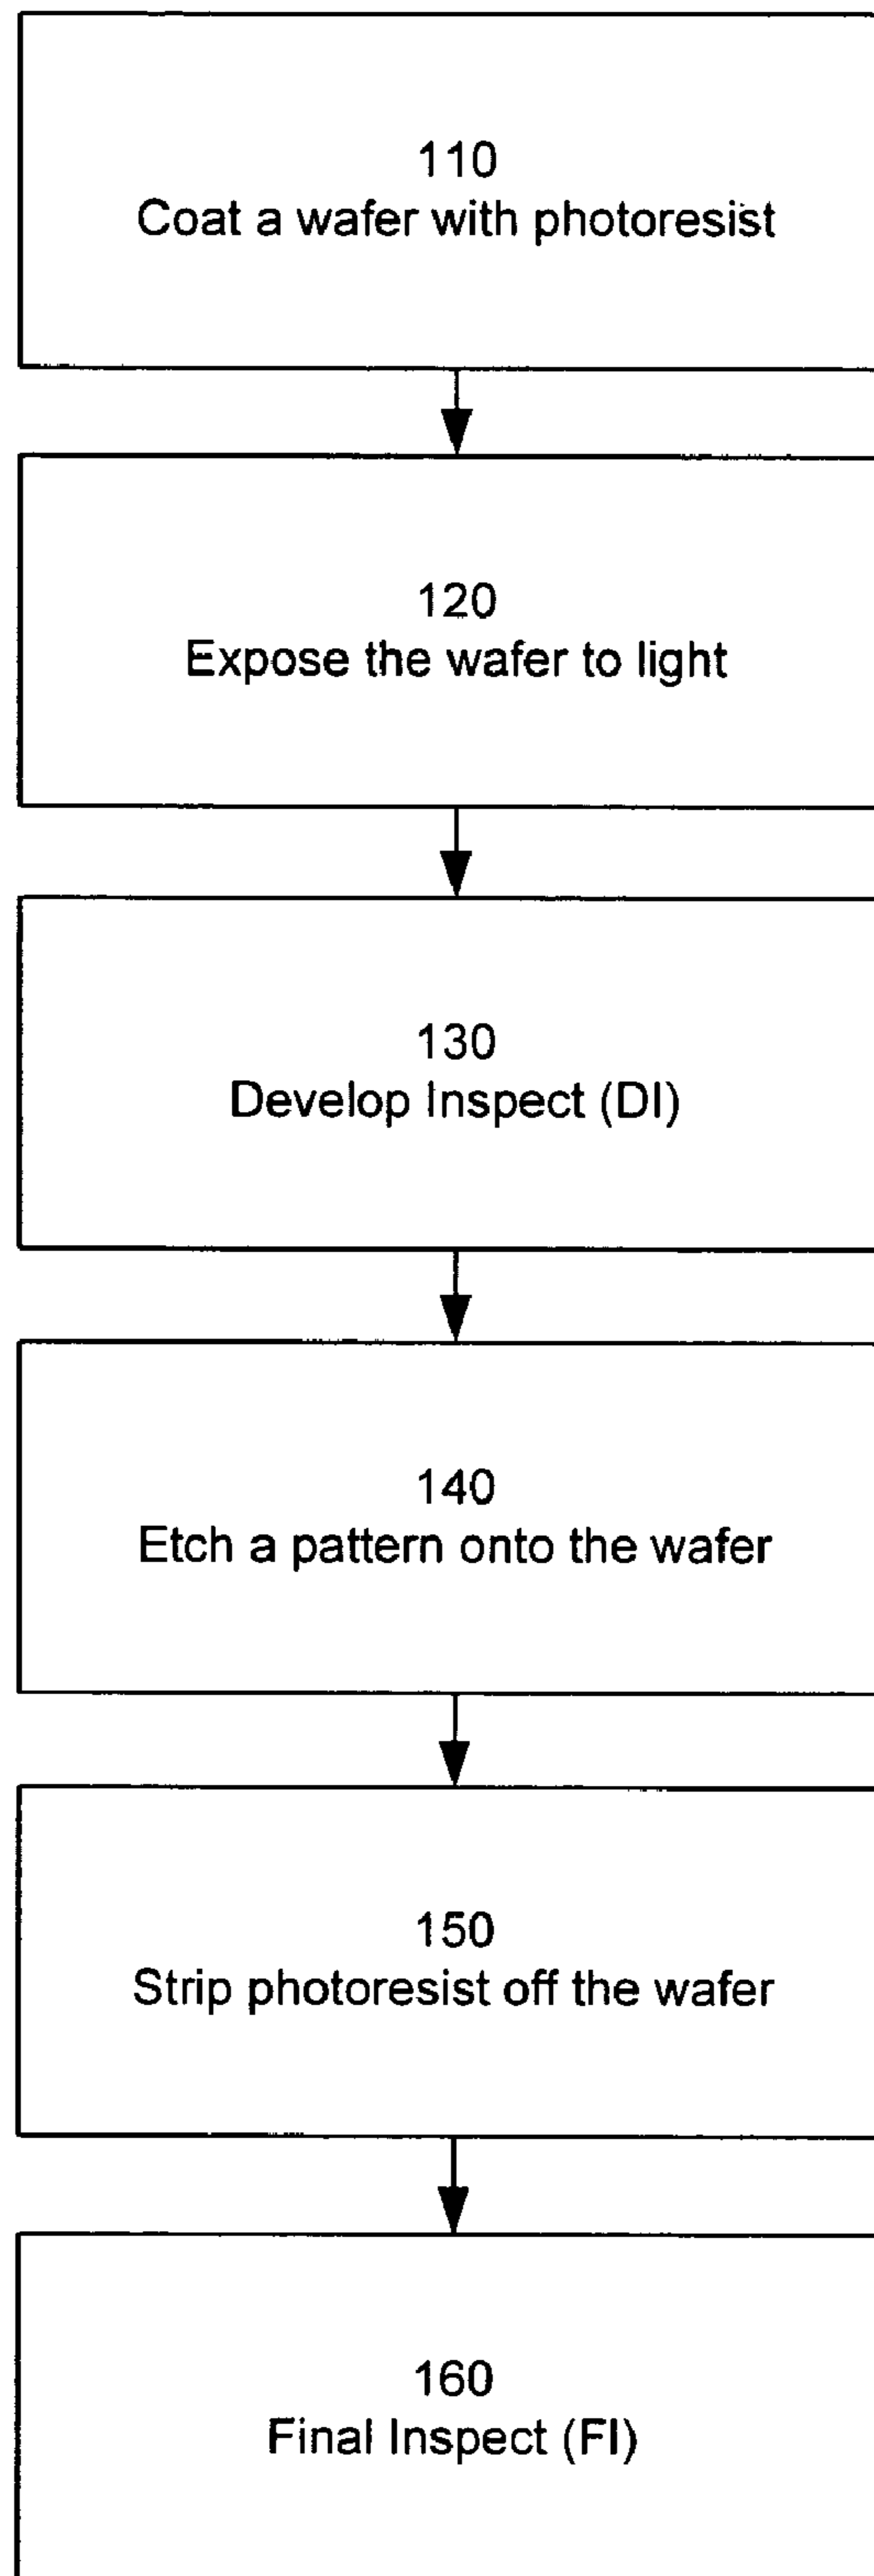 110
Coat a wafer with photoresist
120
Expose the wafer to light
130
Develop Inspect (DI)
140
Etch a pattern onto the wafer
150
Strip photoresist off the wafer
160
Final Inspect (FI)